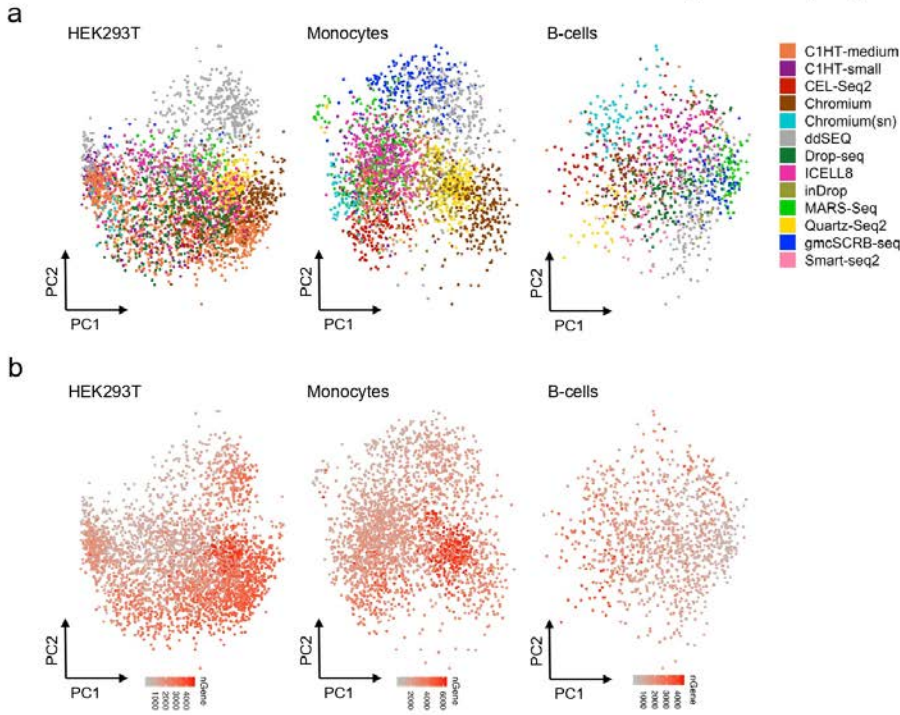 a
HEK293T
Monocytes
B-cells
C1HT-medium
C1HT-small
CEL-Seq2
Chromium
Chromium(sn)
ddSEQ
Drop-seq
ICELL8
inDrop
MARS-Seq
Quartz-Seq2
gmcSCRB-seq
Smart-seq2
PC2
PC1
PC2
PC1
PC2
PC1
b
HEK293T
Monocytes
B-cells
PC2
PC1
1000 2000 3000 4000
nGene
PC2
PC1
2000 4000 6000
nGene
PC2
PC1
1000 2000 3000 4000
nGene